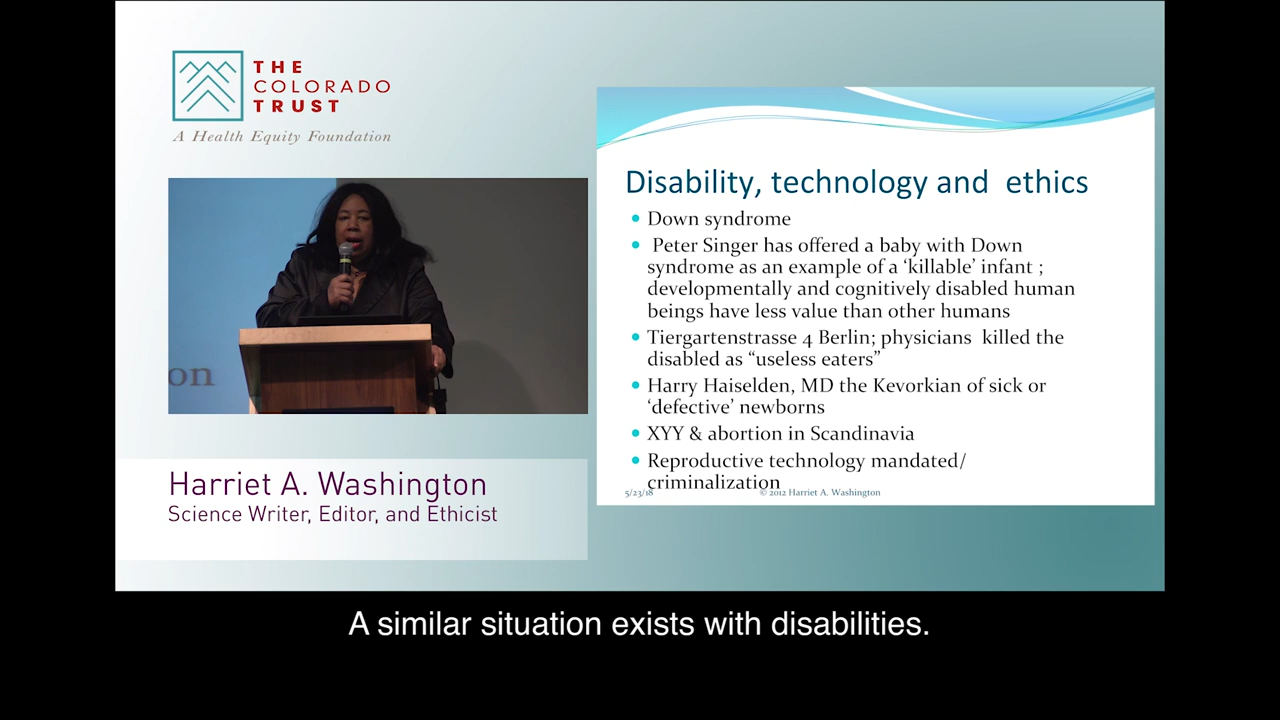 THE
COLORADO
TRUST
A Health Equity Foundation
on
Harriet A. Washington
Science Writer, Editor, and Ethicist
Disability, technology and  ethics
• Down syndrome
•  Peter Singer has offered a baby with Down
syndrome as an example of a ‘killable’ infant ;
developmentally and cognitively disabled human
beings have less value than other humans
• Tiergartenstrasse 4 Berlin; physicians  killed the
disabled as “useless eaters”
• Harry Haiselden, MD the Kevorkian of sick or
‘defective’ newborns
• XYY & abortion in Scandinavia
• Reproductive technology mandated/
criminalization
5/23/18
© 2012 Harriet A. Washington
A similar situation exists with disabilities.